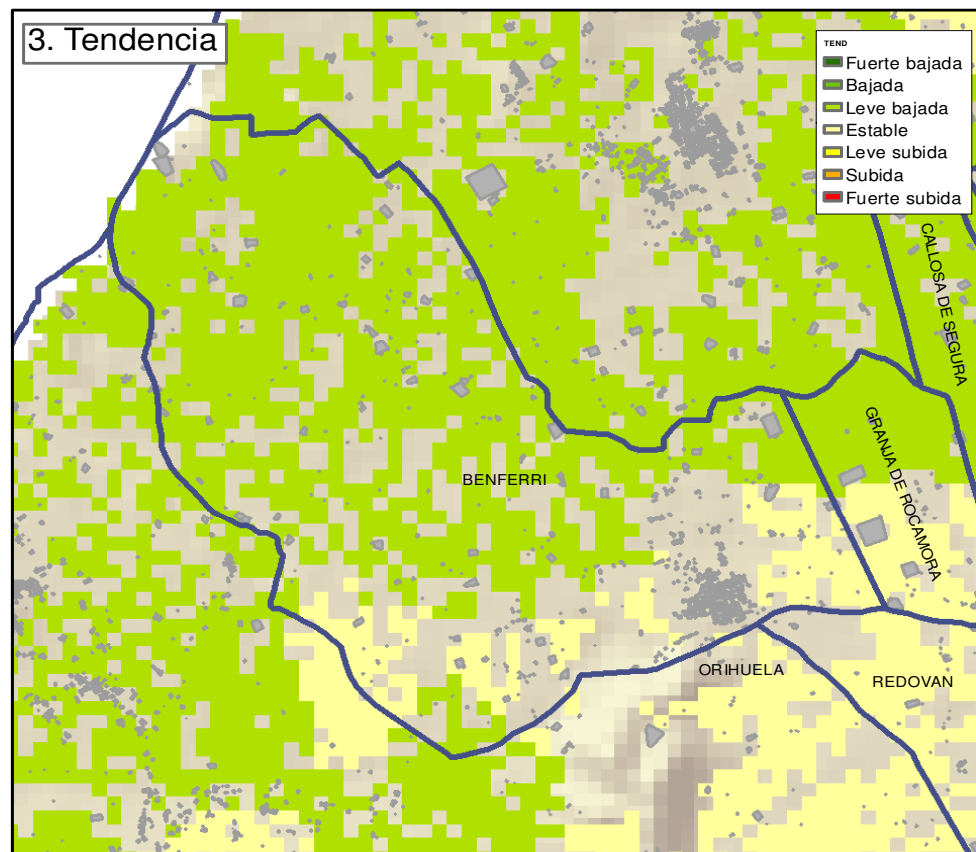 3. Tendencia
TEND
Fuerte bajada
Bajada
Leve bajada
Estable
Leve subida
Subida
Fuerte subida
CALLOSA DE SEGURA
GRANJA DE ROCAMORA
BENFERRI
ORIHUELA
REDOVAN